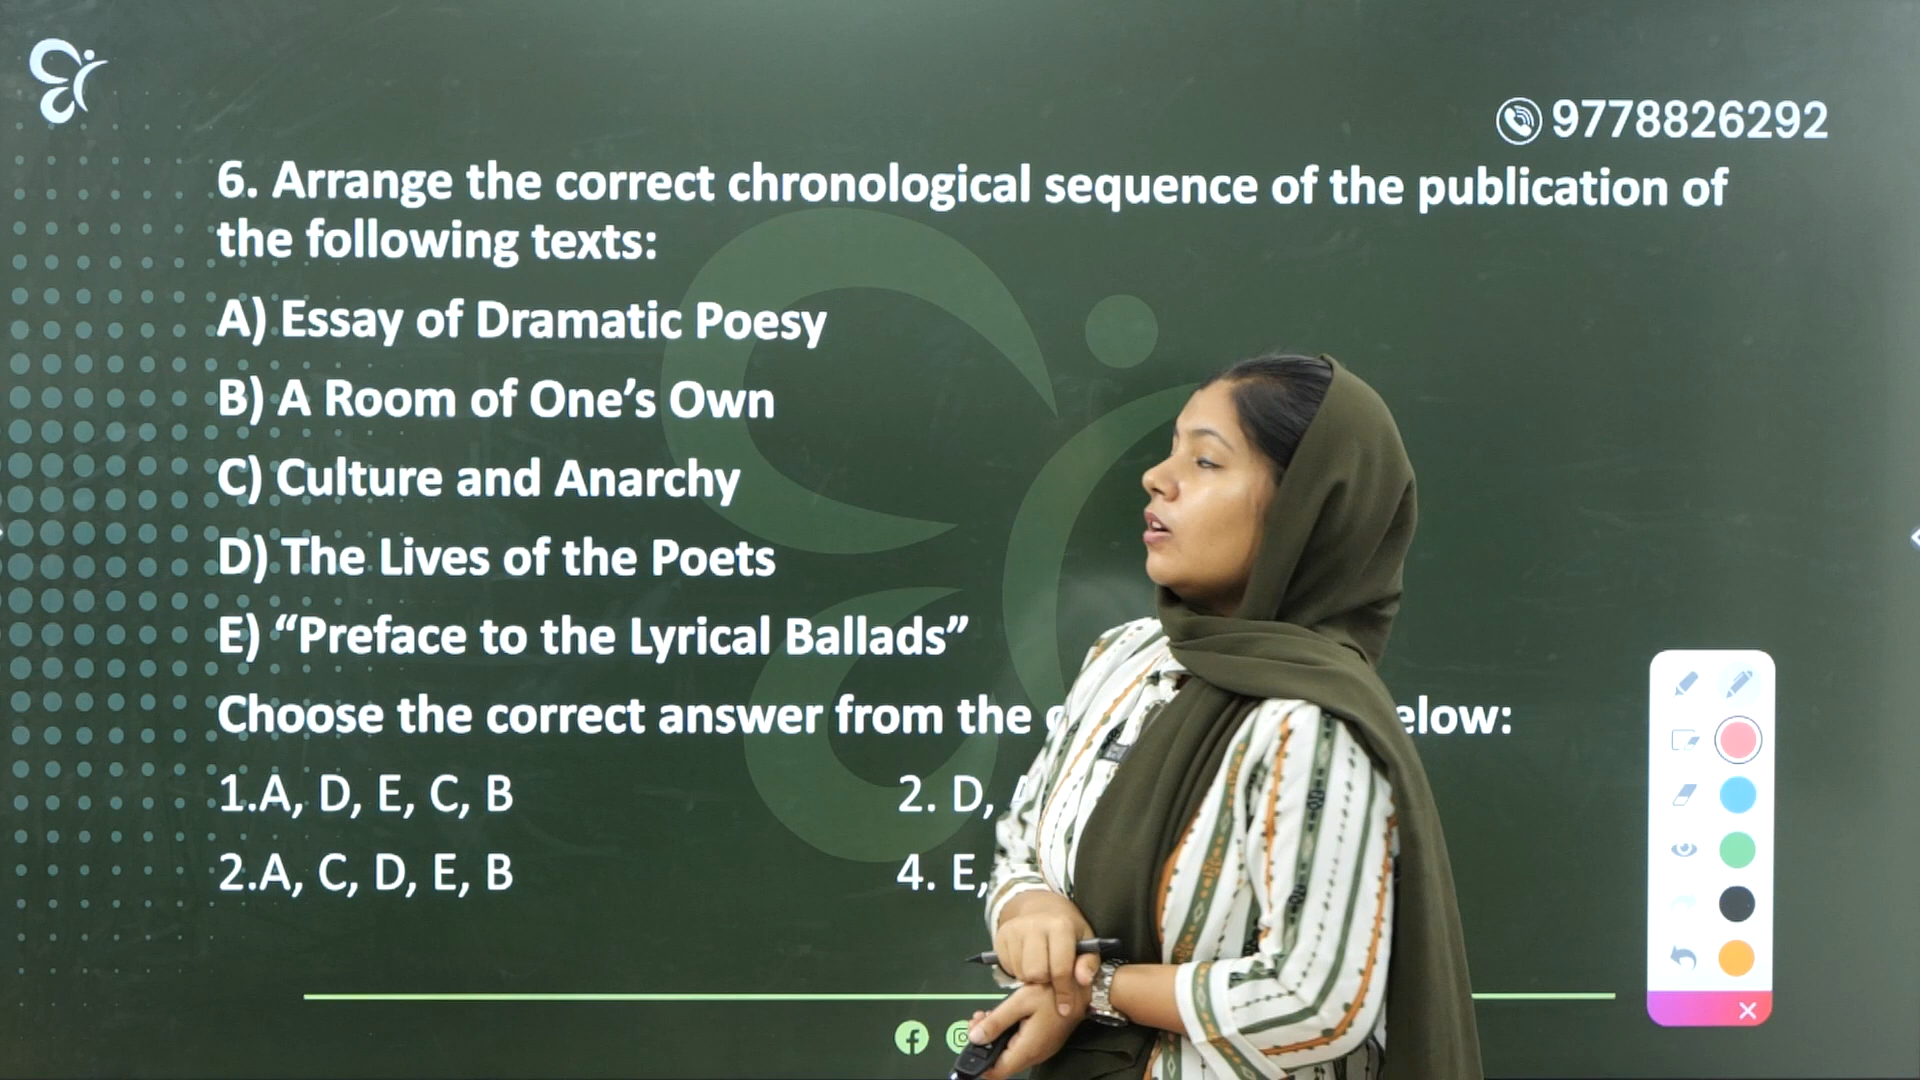 9778826292
6. Arrange the correct chronological sequence of the publication of
the following texts:
A) Essay of Dramatic Poesy
B) A Room of One’s Own
C) Culture and Anarchy
D) The Lives of the Poets
E) “Preface to the Lyrical Ballads”
Choose the correct answer from the elow:
1.A, D, E, C, B 2. D,
2.A, C, D, E, B 4. E,